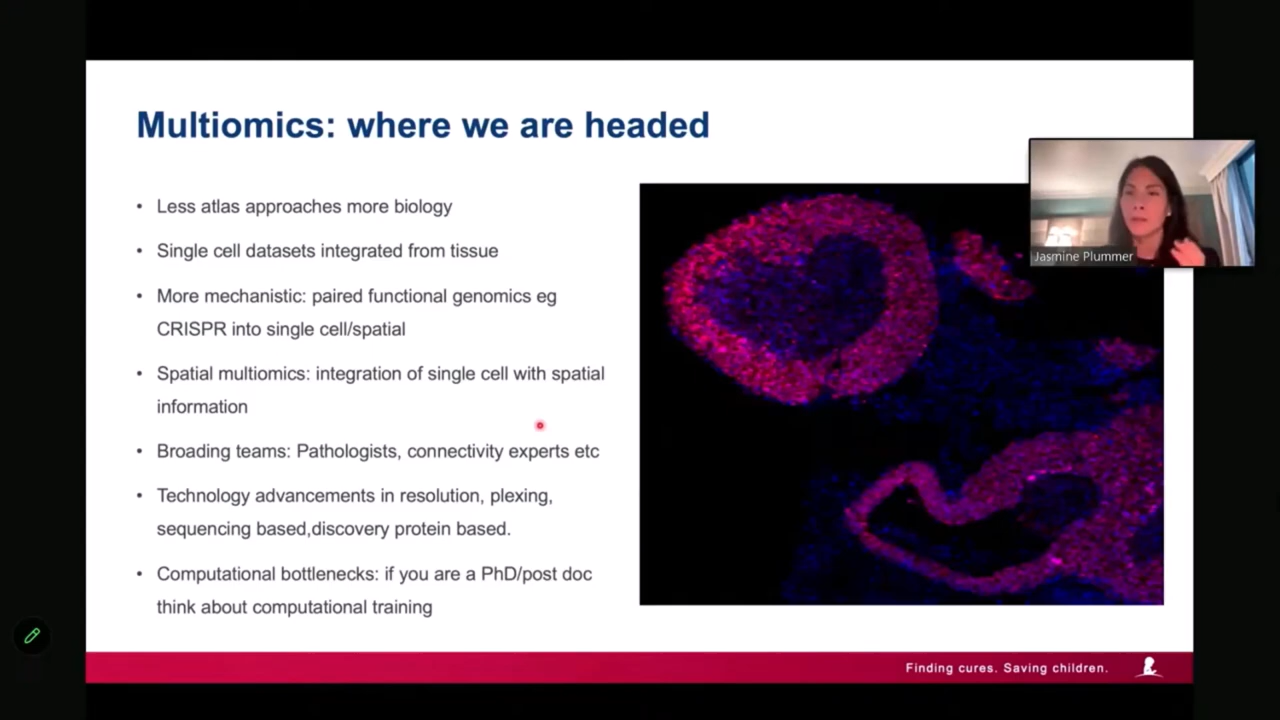 Multiomics: where we are headed
• Less atlas approaches more biology
• Single cell datasets integrated from tissue
• More mechanistic: paired functional genomics eg
CRISPR into single cell/spatial
• Spatial multiomics: integration of single cell with spatial
information
• Broading teams: Pathologists, connectivity experts etc
• Technology advancements in resolution, plexing,
sequencing based,discovery protein based.
• Computational bottlenecks: if you are a PhD/post doc
think about computational training
Jasmine Plummer
Finding cures. Saving children.